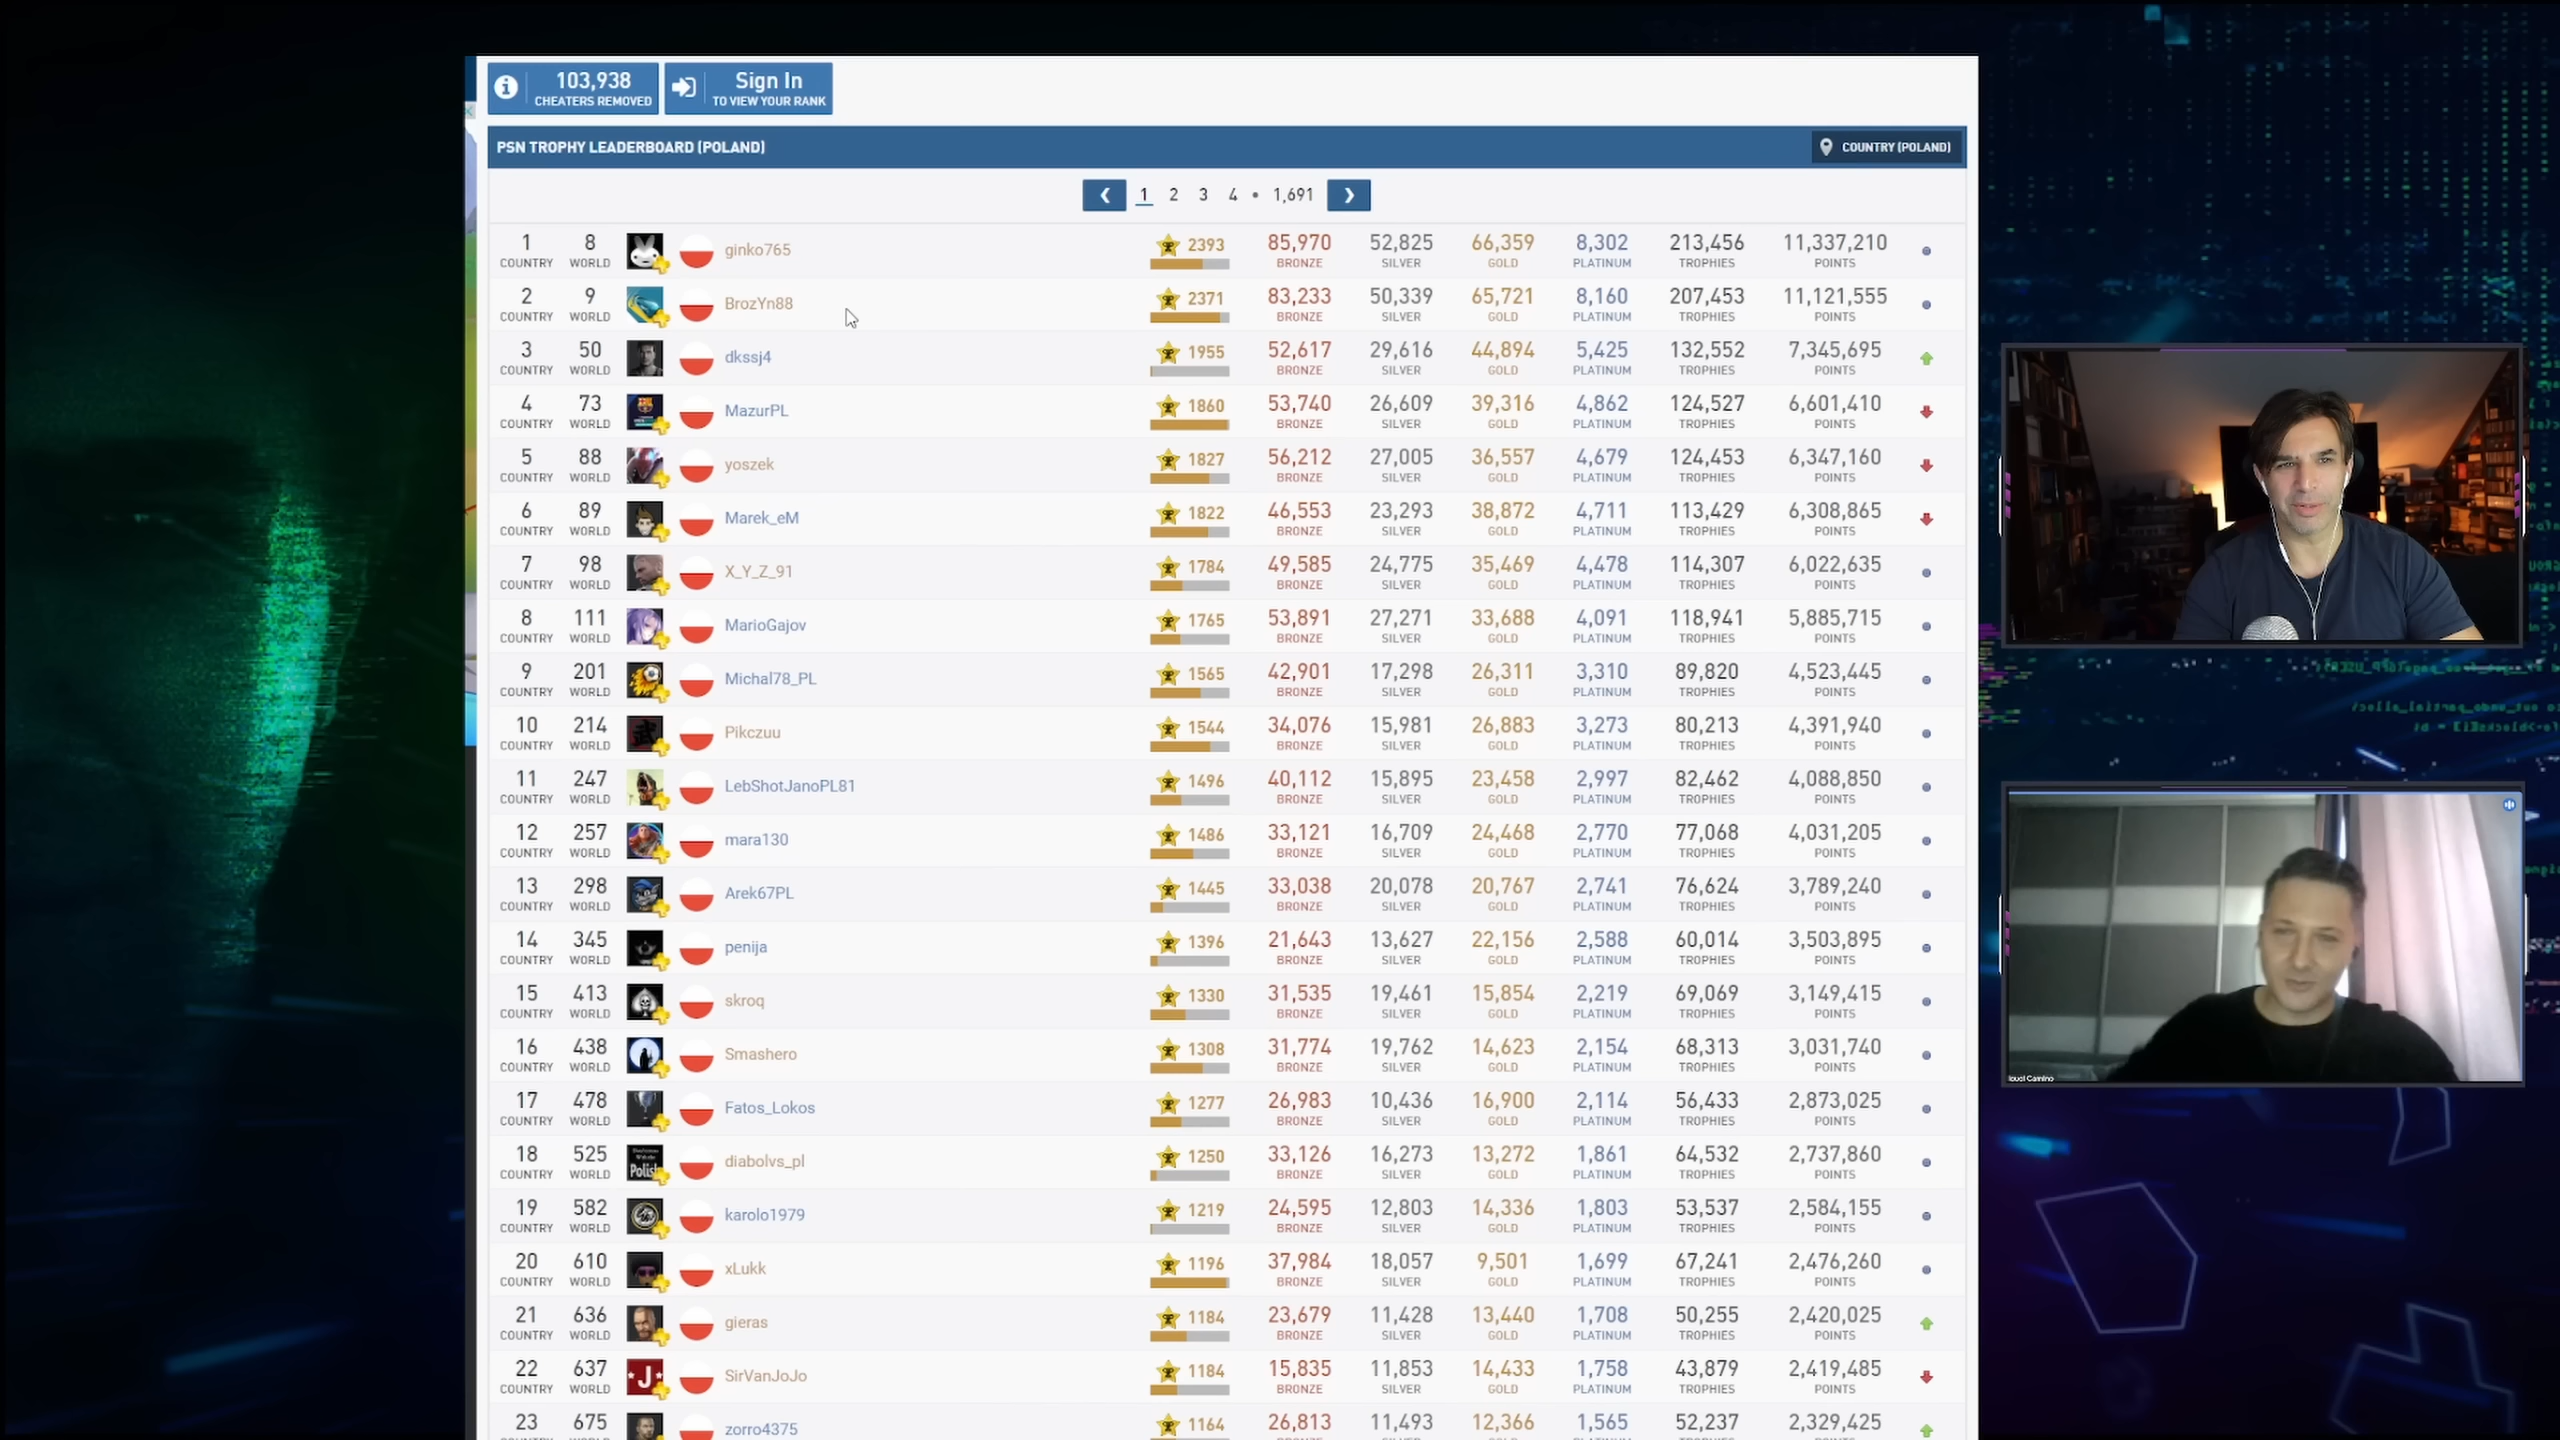 103,938
CHEATERS REMOVED
Sign In
TO VIEW YOUR RANK
PSN TROPHY LEADERBOARD (POLAND)
COUNTRY (POLAND)
1 2 3 4 • 1,691
1 8 ginko765 2393 85,970 52,825 66,359 8,302 213,456 11,337,210
COUNTRY WORLD BRONZE SILVER GOLD PLATINUM TROPHIES POINTS
2 9 BrozYn88 2371 83,233 50,339 65,721 8,160 207,453 11,121,555
COUNTRY WORLD BRONZE SILVER GOLD PLATINUM TROPHIES POINTS
3 50 dkssj4 1955 52,617 29,616 44,894 5,425 132,552 7,345,695
COUNTRY WORLD BRONZE SILVER GOLD PLATINUM TROPHIES POINTS
4 73 MazurPL 1860 53,740 26,609 39,316 4,862 124,527 6,601,410
COUNTRY WORLD BRONZE SILVER GOLD PLATINUM TROPHIES POINTS
5 88 yoszek 1827 56,212 27,005 36,557 4,679 124,453 6,347,160
COUNTRY WORLD BRONZE SILVER GOLD PLATINUM TROPHIES POINTS
6 89 Marek_eM 1822 46,553 23,293 38,872 4,711 113,429 6,308,865
COUNTRY WORLD BRONZE SILVER GOLD PLATINUM TROPHIES POINTS
7 98 X_Y_Z_91 1784 49,585 24,775 35,469 4,478 114,307 6,022,635
COUNTRY WORLD BRONZE SILVER GOLD PLATINUM TROPHIES POINTS
8 111 MarioGajov 1765 53,891 27,271 33,688 4,091 118,941 5,885,715
COUNTRY WORLD BRONZE SILVER GOLD PLATINUM TROPHIES POINTS
9 201 Michal78_PL 1565 42,901 17,298 26,311 3,310 89,820 4,523,445
COUNTRY WORLD BRONZE SILVER GOLD PLATINUM TROPHIES POINTS
10 214 Pikczuu 1544 34,076 15,981 26,883 3,273 80,213 4,391,940
COUNTRY WORLD BRONZE SILVER GOLD PLATINUM TROPHIES POINTS
11 247 LebShotJanoPL81 1496 40,112 15,895 23,458 2,997 82,462 4,088,850
COUNTRY WORLD BRONZE SILVER GOLD PLATINUM TROPHIES POINTS
12 257 mara130 1486 33,121 16,709 24,468 2,770 77,068 4,031,205
COUNTRY WORLD BRONZE SILVER GOLD PLATINUM TROPHIES POINTS
13 298 Arek67PL 1445 33,038 20,078 20,767 2,741 76,624 3,789,240
COUNTRY WORLD BRONZE SILVER GOLD PLATINUM TROPHIES POINTS
14 345 penija 1396 21,643 13,627 22,156 2,588 60,014 3,503,895
COUNTRY WORLD BRONZE SILVER GOLD PLATINUM TROPHIES POINTS
15 413 skroq 1330 31,535 19,461 15,854 2,219 69,069 3,149,415
COUNTRY WORLD BRONZE SILVER GOLD PLATINUM TROPHIES POINTS
16 438 Smashero 1308 31,774 19,762 14,623 2,154 68,313 3,031,740
COUNTRY WORLD BRONZE SILVER GOLD PLATINUM TROPHIES POINTS
17 478 Fatos_Lokos 1277 26,983 10,436 16,900 2,114 56,433 2,873,025
COUNTRY WORLD BRONZE SILVER GOLD PLATINUM TROPHIES POINTS
18 525 Polish diabolvs_pl 1250 33,126 16,273 13,272 1,861 64,532 2,737,860
COUNTRY WORLD BRONZE SILVER GOLD PLATINUM TROPHIES POINTS
19 582 karolo1979 1219 24,595 12,803 14,336 1,803 53,537 2,584,155
COUNTRY WORLD BRONZE SILVER GOLD PLATINUM TROPHIES POINTS
20 610 xLukk 1196 37,984 18,057 9,501 1,699 67,241 2,476,260
COUNTRY WORLD BRONZE SILVER GOLD PLATINUM TROPHIES POINTS
21 636 gieras 1184 23,679 11,428 13,440 1,708 50,255 2,420,025
COUNTRY WORLD BRONZE SILVER GOLD PLATINUM TROPHIES POINTS
22 637 J SirVanJoJo 1184 15,835 11,853 14,433 1,758 43,879 2,419,485
COUNTRY WORLD BRONZE SILVER GOLD PLATINUM TROPHIES POINTS
23 675 zorro4375 1164 26,813 11,493 12,366 1,565 52,237 2,329,425
COUNTRY WORLD BRONZE SILVER GOLD PLATINUM TROPHIES POINTS